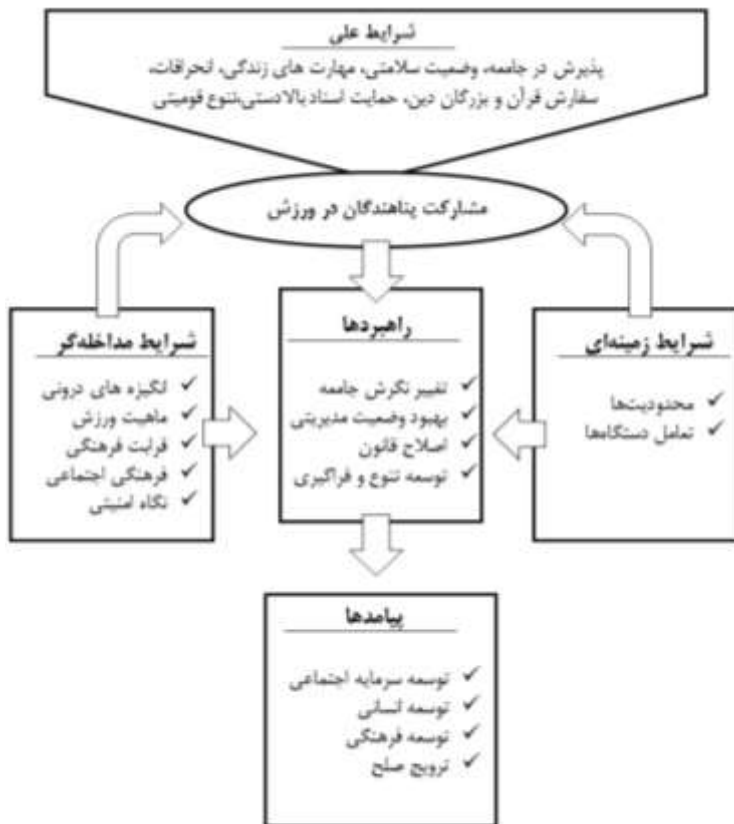 شرایط علی
پذیرش در جامعه، وضعیت سلامتی، مهارت های زندگی، انحرافات،
سفارش قرآن و بزرگان دین، حمایت اسناد بالادستی،تنوع قومیتی
مشارکت پناهندگان در ورزش
شرایط زمینه‌ای
محدودیت‌ها
تعامل دستگاه‌ها
راهبردها
تغییر نگرش جامعه
بهبود وضعیت مدیریتی
اصلاح قانون
توسعه تنوع و فراگیری
شرایط مداخله‌گر
انگیزه های درونی
ماهیت ورزش
قرابت فرهنگی
فرهنگی اجتماعی
نگاه امنیتی
پیامدها
توسعه سرمایه اجتماعی
توسعه انسانی
توسعه فرهنگی
ترویج صلح